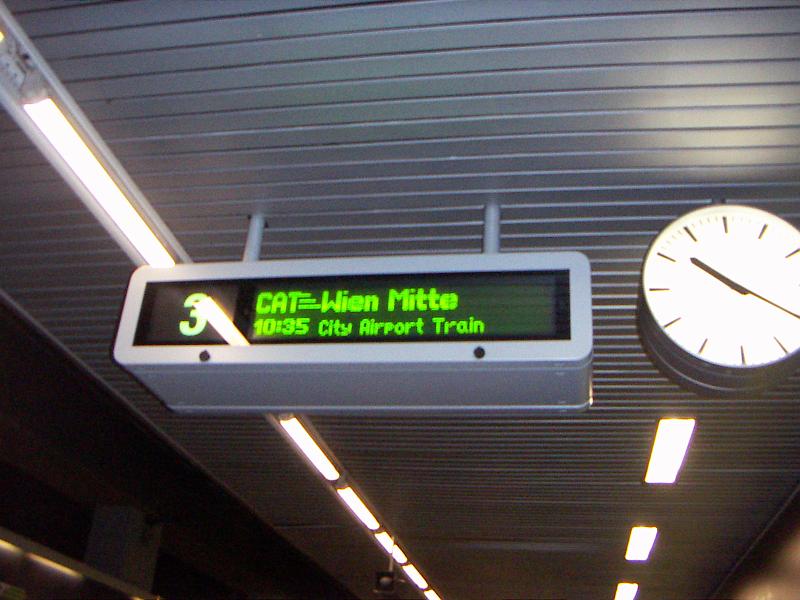 3
CAT=Wien Mitte
10:35 City Airport Train